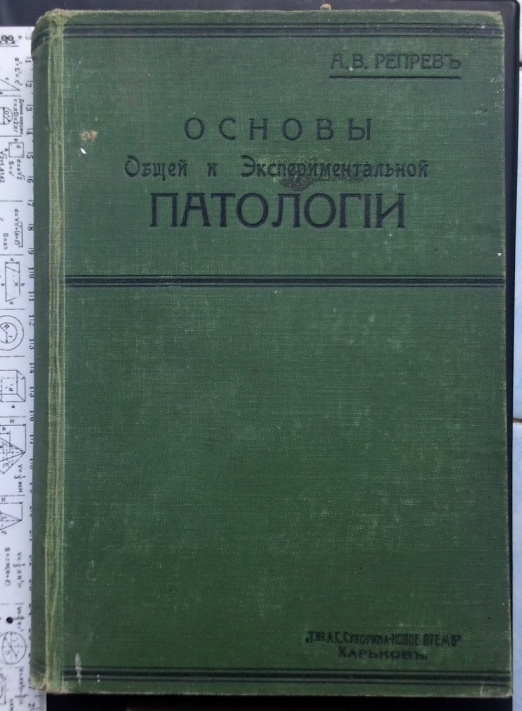 А. В. РЕПРЕВЪ
ОСНОВЫ
Общей и Экспериментальной
ПАТОЛОГІИ
„Т-во А.С. Суворина-Новое Время"
Харьковъ.